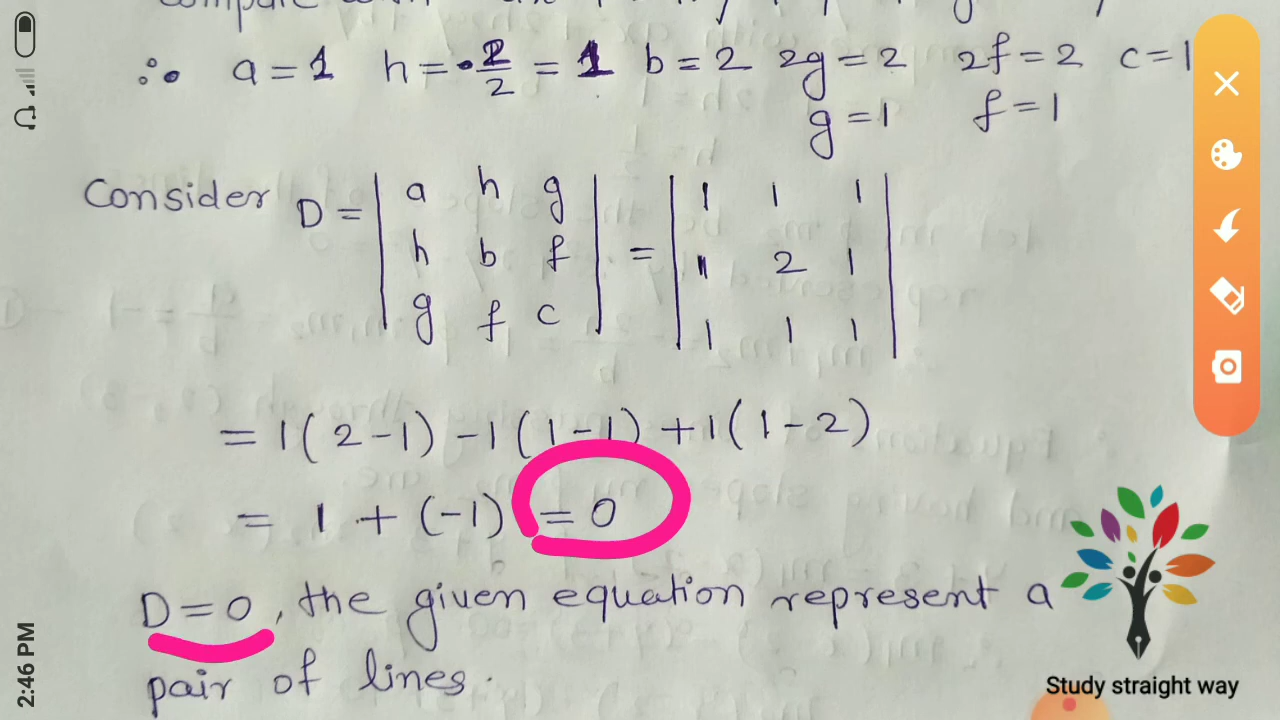 compare with
∴ a = 1 h = -2/2 = 1 b = 2 2g = 2 2f = 2 c = 1
g = 1 f = 1
Consider D = | a h g | = | 1 1 1 |
| h b f | | 1 2 1 |
| g f c | | 1 1 1 |
= 1(2-1) -1(1-1) +1(1-2)
= 1 + (-1) = 0
D = 0, the given equation represent a
pair of lines.
Study straight way
2:46 PM